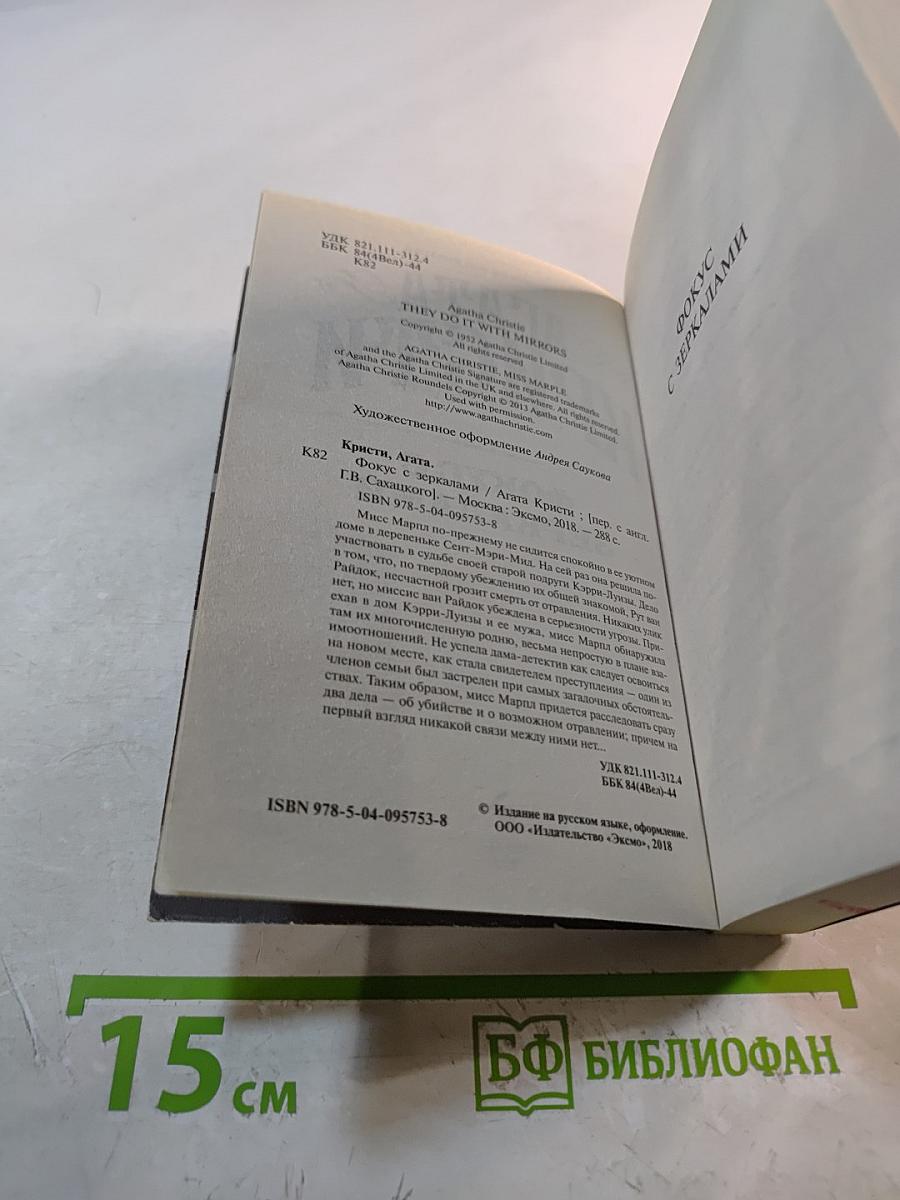 УДК 821.111-312.4
ББК 84(4Вел)-44
К82
Agatha Christie
THEY DO IT WITH MIRRORS
Copyright © 1952 Agatha Christie Limited
All rights reserved
AGATHA CHRISTIE, MISS MARPLE
and the Agatha Christie Signature are registered trademarks
of Agatha Christie Limited in the UK and elsewhere. All rights reserved.
Agatha Christie Roundels Copyright © 2013 Agatha Christie Limited.
Used with permission.
http://www.agathachristie.com
Художественное оформление Андрея Саукова
Кристи, Агата.
К82 Фокус с зеркалами / Агата Кристи ; [пер. с англ.
Г.В. Сахацкого]. — Москва : Эксмо, 2018. — 288 с.
ISBN 978-5-04-095753-8
Мисс Марпл по-прежнему не сидится спокойно в ее уютном
доме в деревеньке Сент-Мэри-Мид. На сей раз она решила по-
участвовать в судьбе своей старой подруги Кэрри-Луизы. Дело
в том, что, по твердому убеждению их общей знакомой, Рут ван
Райдок, несчастной грозит смерть от отравления. Никаких улик
нет, но миссис ван Райдок убеждена в серьезности угрозы. При-
ехав в дом Кэрри-Луизы и ее мужа, мисс Марпл обнаружила
там их многочисленную родню, весьма непростую в плане вза-
имоотношений. Не успела дама-детектив как следует освоиться
на новом месте, как стала свидетелем преступления — один из
членов семьи был застрелен при самых загадочных обстоятель-
ствах. Таким образом, мисс Марпл придется расследовать сразу
два дела — об убийстве и о возможном отравлении; причем на
первый взгляд никакой связи между ними нет...
УДК 821.111-312.4
ББК 84(4Вел)-44
ISBN 978-5-04-095753-8
© Издание на русском языке, оформление.
ООО «Издательство «Эксмо», 2018
ФОКУС
С ЗЕРКАЛАМИ
15 см
БФ БИБЛИОФАН